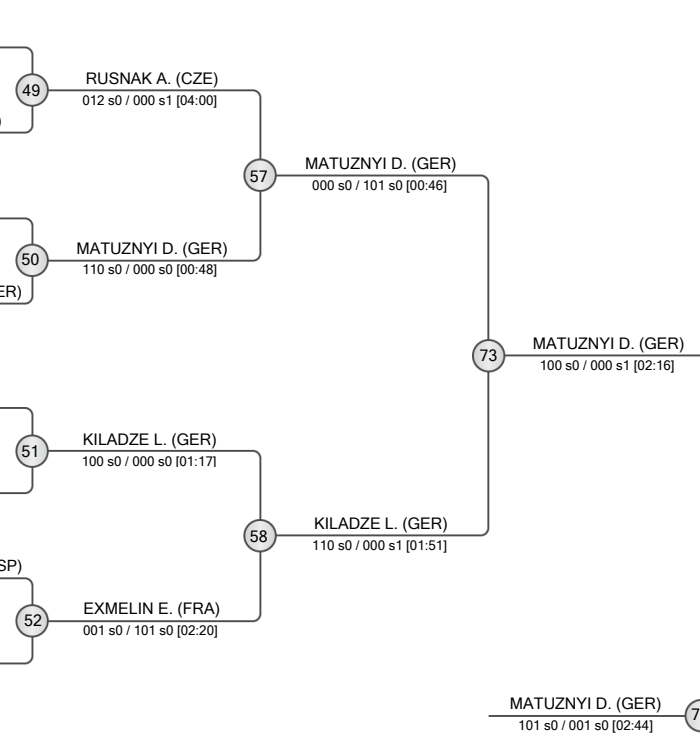 49
RUSNAK A. (CZE)
012 s0 / 000 s1 [04:00]
)
57
MATUZNYI D. (GER)
000 s0 / 101 s0 [00:46]
50
MATUZNYI D. (GER)
110 s0 / 000 s0 [00:48]
ER)
73
MATUZNYI D. (GER)
100 s0 / 000 s1 [02:16]
51
KILADZE L. (GER)
100 s0 / 000 s0 [01:17]
58
KILADZE L. (GER)
110 s0 / 000 s1 [01:51]
SP)
52
EXMELIN E. (FRA)
001 s0 / 101 s0 [02:20]
MATUZNYI D. (GER)
101 s0 / 001 s0 [02:44]
7